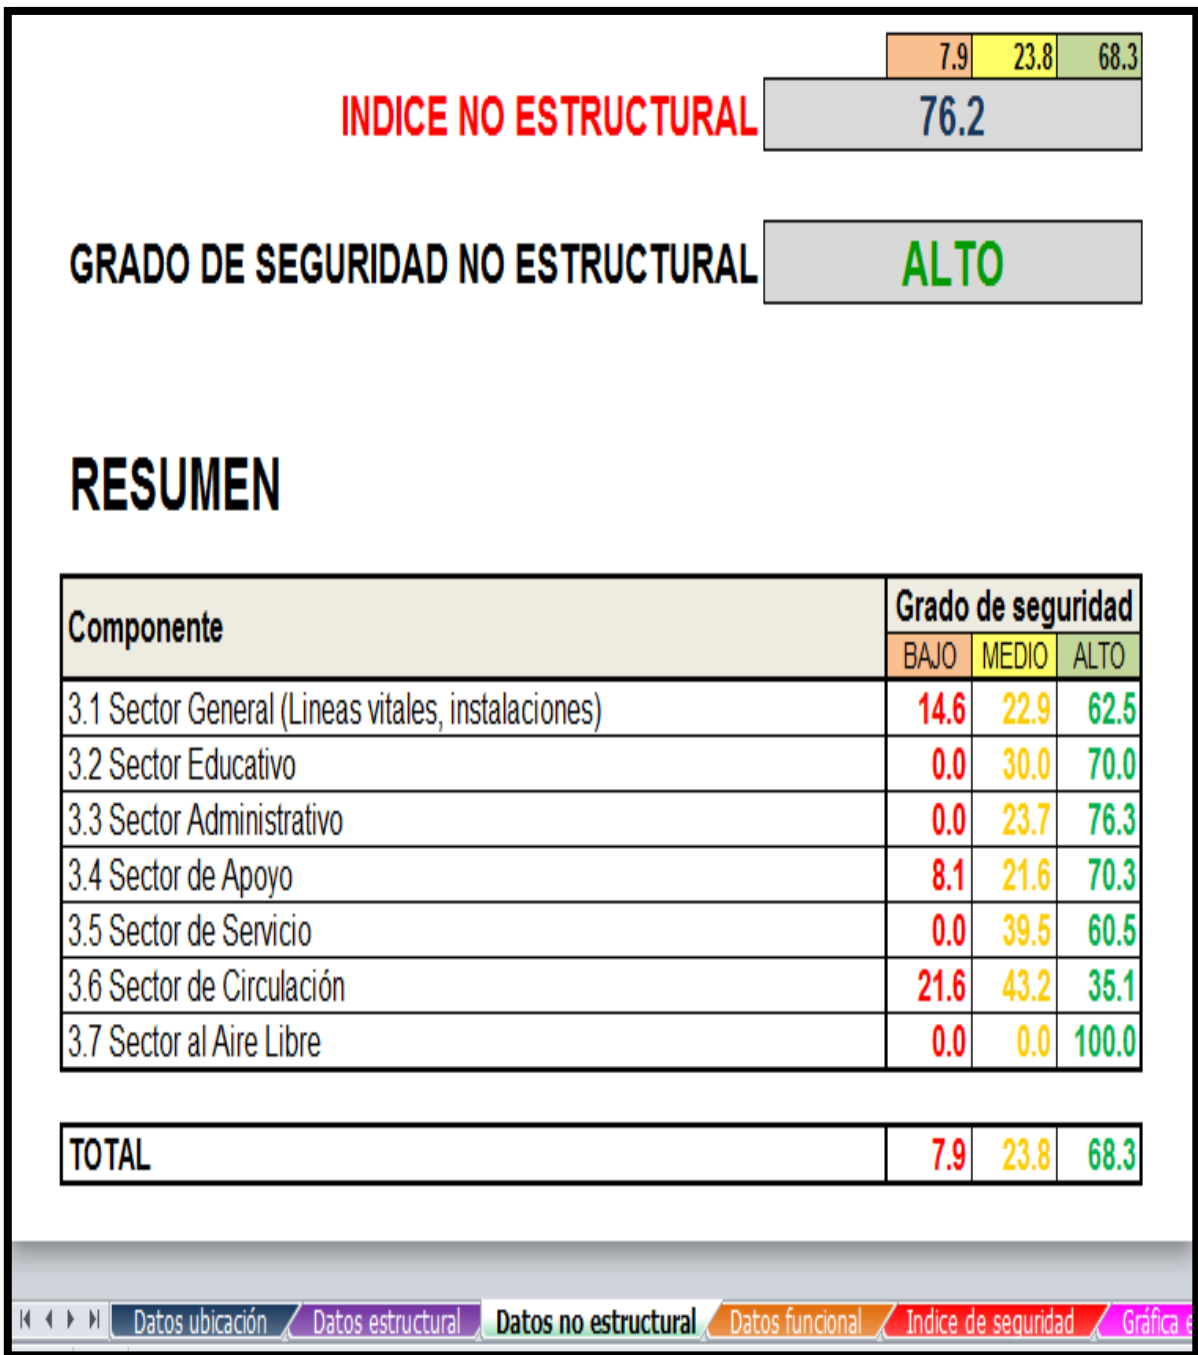 7.9 23.8 68.3
INDICE NO ESTRUCTURAL 76.2
GRADO DE SEGURIDAD NO ESTRUCTURAL ALTO
RESUMEN
Componente Grado de seguridad
BAJO MEDIO ALTO
3.1 Sector General (Lineas vitales, instalaciones) 14.6 22.9 62.5
3.2 Sector Educativo 0.0 30.0 70.0
3.3 Sector Administrativo 0.0 23.7 76.3
3.4 Sector de Apoyo 8.1 21.6 70.3
3.5 Sector de Servicio 0.0 39.5 60.5
3.6 Sector de Circulación 21.6 43.2 35.1
3.7 Sector al Aire Libre 0.0 0.0 100.0
TOTAL 7.9 23.8 68.3
Datos ubicación Datos estructural Datos no estructural Datos funcional Indice de seguridad Gráfica